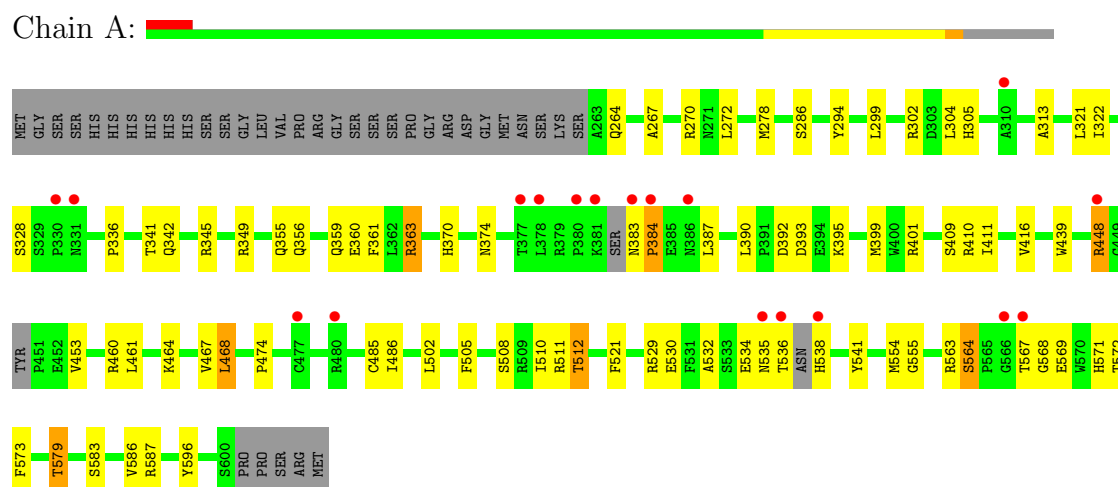 Chain A:
MET GLY SER SER HIS HIS HIS HIS HIS HIS SER SER GLY LEU VAL PRO ARG GLY SER SER SER PRO GLY ARG ASP GLY MET ASN SER LYS SER A263 Q264 A267 R270 N271 L272 M278 S286 Y294 L299 R302 D303 L304 H305 A310 A313 L321 I322
S328 S329 P330 N331 P336 T341 Q342 R345 R349 Q355 Q356 Q359 E360 F361 L362 R363 H370 N374 T377 L378 R379 P380 K381 SER N383 P384 E385 N386 L387 L390 P391 D392 D393 E394 K395 M399 W400 R401 S409 R410 I411 V416 W439 R448 C449
TYR P451 E452 V453 R460 L461 K464 V467 L468 P474 C477 R480 C485 I486 L502 F505 S508 R509 I510 R511 T512 F521 R529 E530 F531 A532 S533 E534 N535 T536 ASN H538 Y541 M554 G555 R563 S564 P565 G566 T567 G568 E569 W570 H571 T572
F573 T579 S583 V586 R587 Y596 S600 PRO PRO SER ARG MET